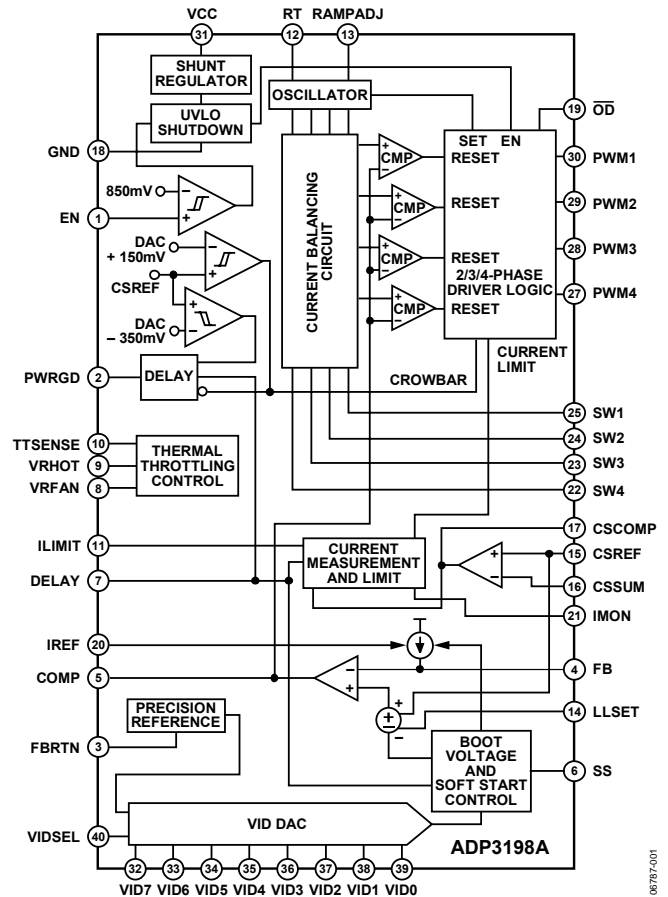 VCC RT RAMPADJ
31 12 13
SHUNT
REGULATOR
OSCILLATOR
UVLO
SHUTDOWN
19 OD
SET EN
GND 18
CMP
RESET
30 PWM1
850mV
EN 1
CMP
RESET
29 PWM2
DAC
+ 150mV
CSREF
CURRENT BALANCING
CIRCUIT
CMP
RESET
28 PWM3
2/3/4-PHASE
DRIVER LOGIC
DAC
– 350mV
CMP
RESET
27 PWM4
CURRENT
LIMIT
PWRGD 2
DELAY
CROWBAR
25 SW1
24 SW2
23 SW3
22 SW4
TTSENSE 10
VRHOT 9
VRFAN 8
THERMAL
THROTTLING
CONTROL
17 CSCOMP
ILIMIT 11
CURRENT
MEASUREMENT
AND LIMIT
15 CSREF
DELAY 7
16 CSSUM
21 IMON
IREF 20
COMP 5
4 FB
PRECISION
REFERENCE
14 LLSET
FBRTN 3
BOOT
VOLTAGE
AND
SOFT START
CONTROL
6 SS
VIDSEL 40
VID DAC
ADP3198A
32 33 34 35 36 37 38 39
VID7 VID6 VID5 VID4 VID3 VID2 VID1 VID0
06787-001